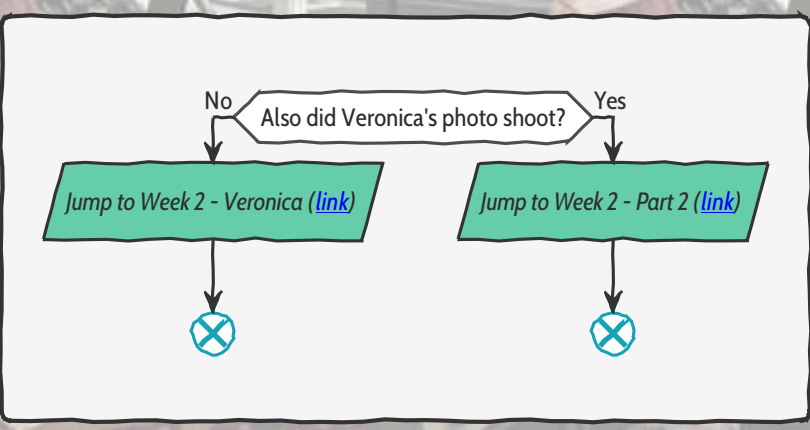 No
Also did Veronica's photo shoot?
Yes
Jump to Week 2 - Veronica (link)
Jump to Week 2 - Part 2 (link)